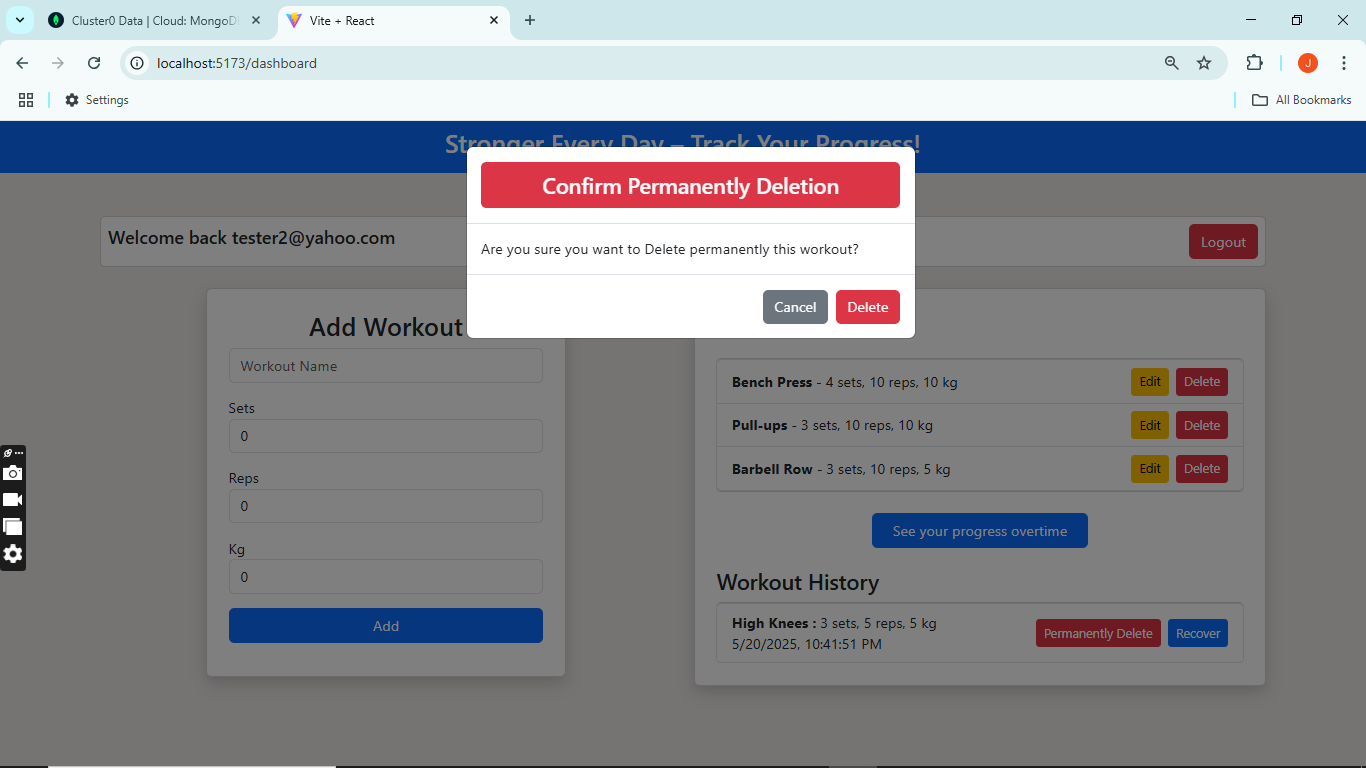 Cluster0 Data | Cloud: MongoD
Vite + React
localhost:5173/dashboard
J
Settings
All Bookmarks
Stronger Every Day – Track Your Progress!
Confirm Permanently Deletion
Are you sure you want to Delete permanently this workout?
Cancel
Delete
Welcome back tester2@yahoo.com
Logout
Add Workout
Workout Name
Sets
0
Reps
0
Kg
0
Add
Bench Press - 4 sets, 10 reps, 10 kg
Edit
Delete
Pull-ups - 3 sets, 10 reps, 10 kg
Edit
Delete
Barbell Row - 3 sets, 10 reps, 5 kg
Edit
Delete
See your progress overtime
Workout History
High Knees : 3 sets, 5 reps, 5 kg
5/20/2025, 10:41:51 PM
Permanently Delete
Recover